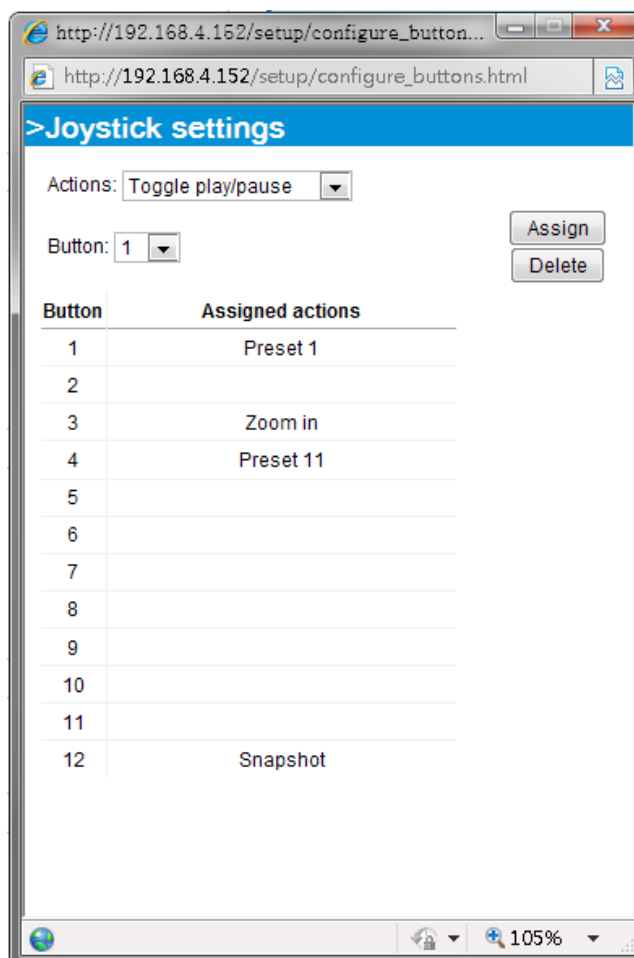 http://192.168.4.152/setup/configure_button...
http://192.168.4.152/setup/configure_buttons.html
>Joystick settings
Actions: Toggle play/pause
Button: 1
Assign
Delete
Button Assigned actions
1 Preset 1
2
3 Zoom in
4 Preset 11
5
6
7
8
9
10
11
12 Snapshot
105%